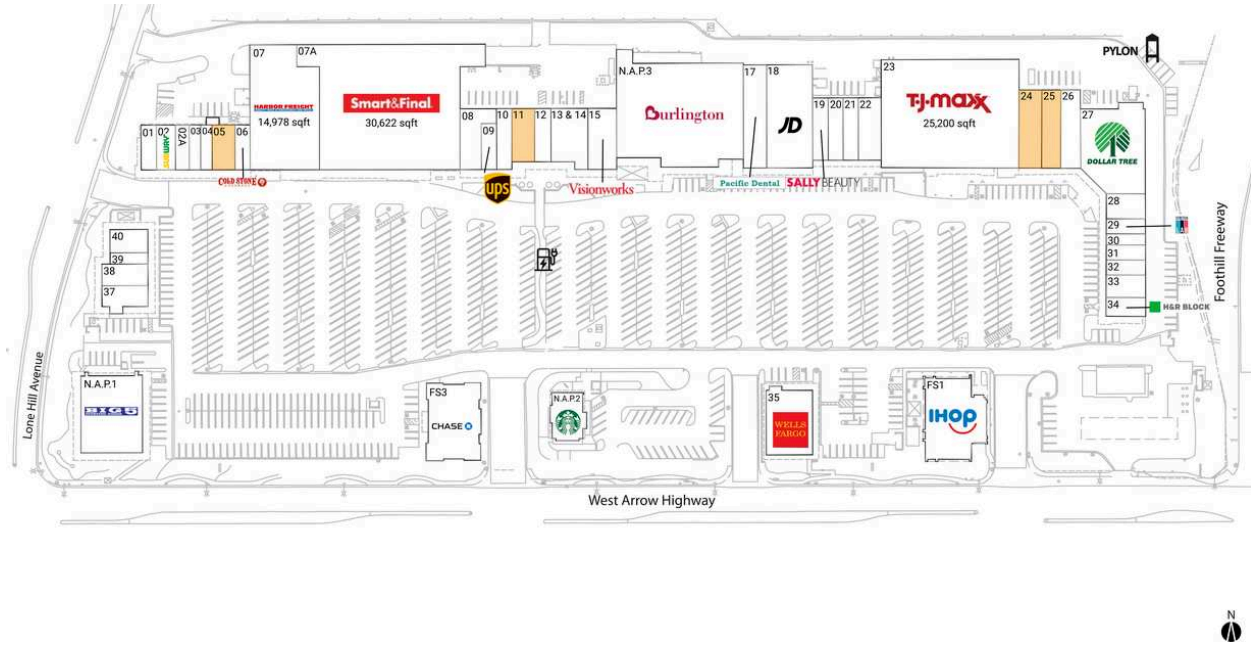 PYLON
07
07A
HARBOR FREIGHT
14,978 sqft
Smart&Final
30,622 sqft
N.A.P.3
Burlington
17
18
JD
23
T·J·maxx
25,200 sqft
24
25
26
27
DOLLAR TREE
01
02
SUBWAY
02A
03
04
05
06
COLD STONE
08
09
10
11
12
13 & 14
15
19
20
21
22
ups
Visionworks
Pacific Dental
SALLY BEAUTY
28
29
30
31
32
33
34
H&R BLOCK
40
39
38
37
Foothill Freeway
Lone Hill Avenue
N.A.P.1
BIG 5
FS3
CHASE
N.A.P.2
35
WELLS
FARGO
FS1
IHOP
West Arrow Highway
N